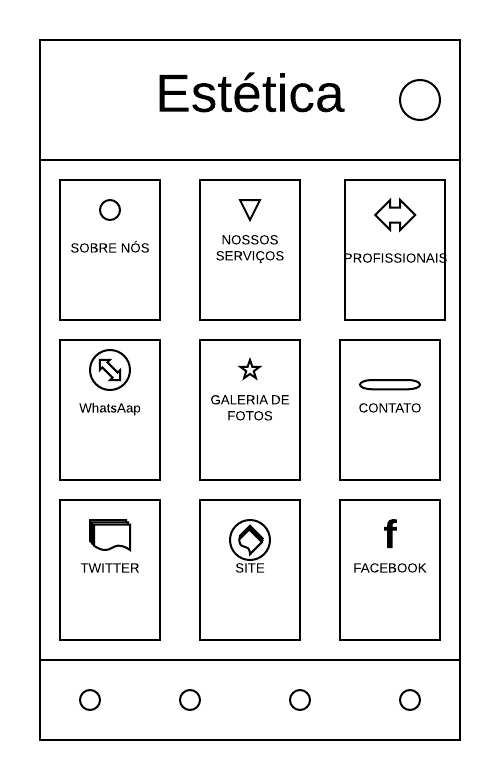 Estética
SOBRE NÓS
NOSSOS
SERVIÇOS
PROFISSIONAIS
WhatsAap
GALERIA DE
FOTOS
CONTATO
TWITTER
SITE
f
FACEBOOK